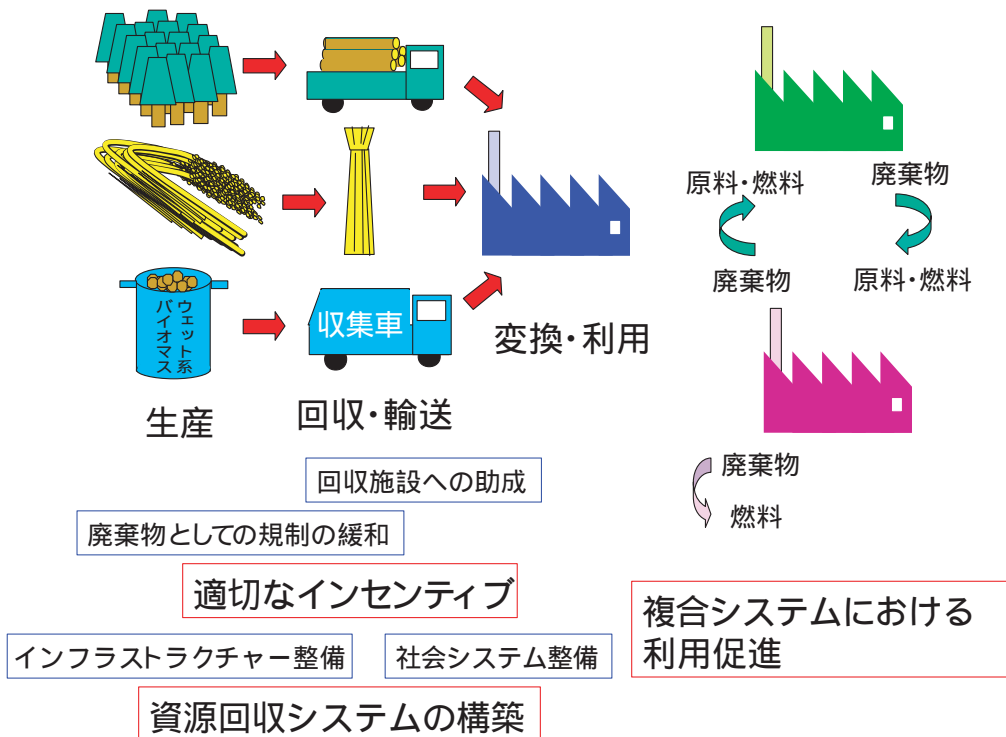 原料・燃料
廃棄物
廃棄物
原料・燃料
ウェット系
バイオマス
収集車
変換・利用
生産
回収・輸送
廃棄物
燃料
回収施設への助成
廃棄物としての規制の緩和
適切なインセンティブ
インフラストラクチャー整備
社会システム整備
資源回収システムの構築
複合システムにおける
利用促進